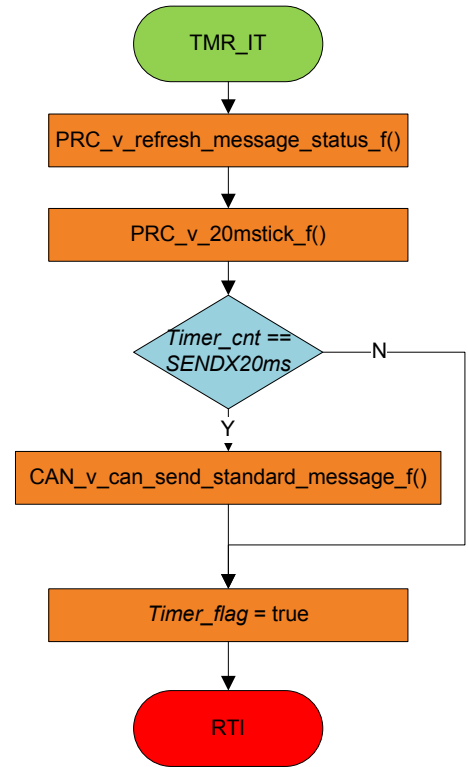 TMR_IT
PRC_v_refresh_message_status_f()
PRC_v_20mstick_f()
Timer_cnt ==
SENDX20ms
N
Y
CAN_v_can_send_standard_message_f()
Timer_flag = true
RTI